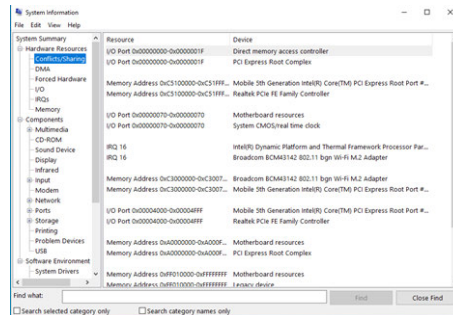 System Information
File Edit View Help
System Summary
Hardware Resources
Conflicts/Sharing
DMA
Forced Hardware
I/O
IRQs
Memory
Components
Multimedia
CD-ROM
Sound Device
Display
Infrared
Input
Modem
Network
Ports
Storage
Printing
Problem Devices
USB
Software Environment
System Drivers
Resource Device
I/O Port 0x00000000-0x0000001F Direct memory access controller
I/O Port 0x00000000-0x0000001F PCI Express Root Complex
Memory Address 0xC5100000-0xC51FFF... Mobile 5th Generation Intel(R) Core(TM) PCI Express Root Port #...
Memory Address 0xC5100000-0xC51FFF... Realtek PCIe FE Family Controller
I/O Port 0x00000070-0x00000070 Motherboard resources
I/O Port 0x00000070-0x00000070 System CMOS/real time clock
IRQ 16 Intel(R) Dynamic Platform and Thermal Framework Processor Par...
IRQ 16 Broadcom BCM43142 802.11 bgn Wi-Fi M.2 Adapter
Memory Address 0xC3000000-0xC3007... Broadcom BCM43142 802.11 bgn Wi-Fi M.2 Adapter
Memory Address 0xC3000000-0xC3007... Mobile 5th Generation Intel(R) Core(TM) PCI Express Root Port #...
I/O Port 0x00004000-0x00004FFF Mobile 5th Generation Intel(R) Core(TM) PCI Express Root Port #...
I/O Port 0x00004000-0x00004FFF Realtek PCIe FE Family Controller
Memory Address 0xA0000000-0xA000F... Motherboard resources
Memory Address 0xA0000000-0xA000F... PCI Express Root Complex
Memory Address 0xFF010000-0xFFFFFFFF Motherboard resources
Memory Address 0xFF010000-0xFFFFFFFF Legacy device
Find what: Find Close Find
Search selected category only Search category names only